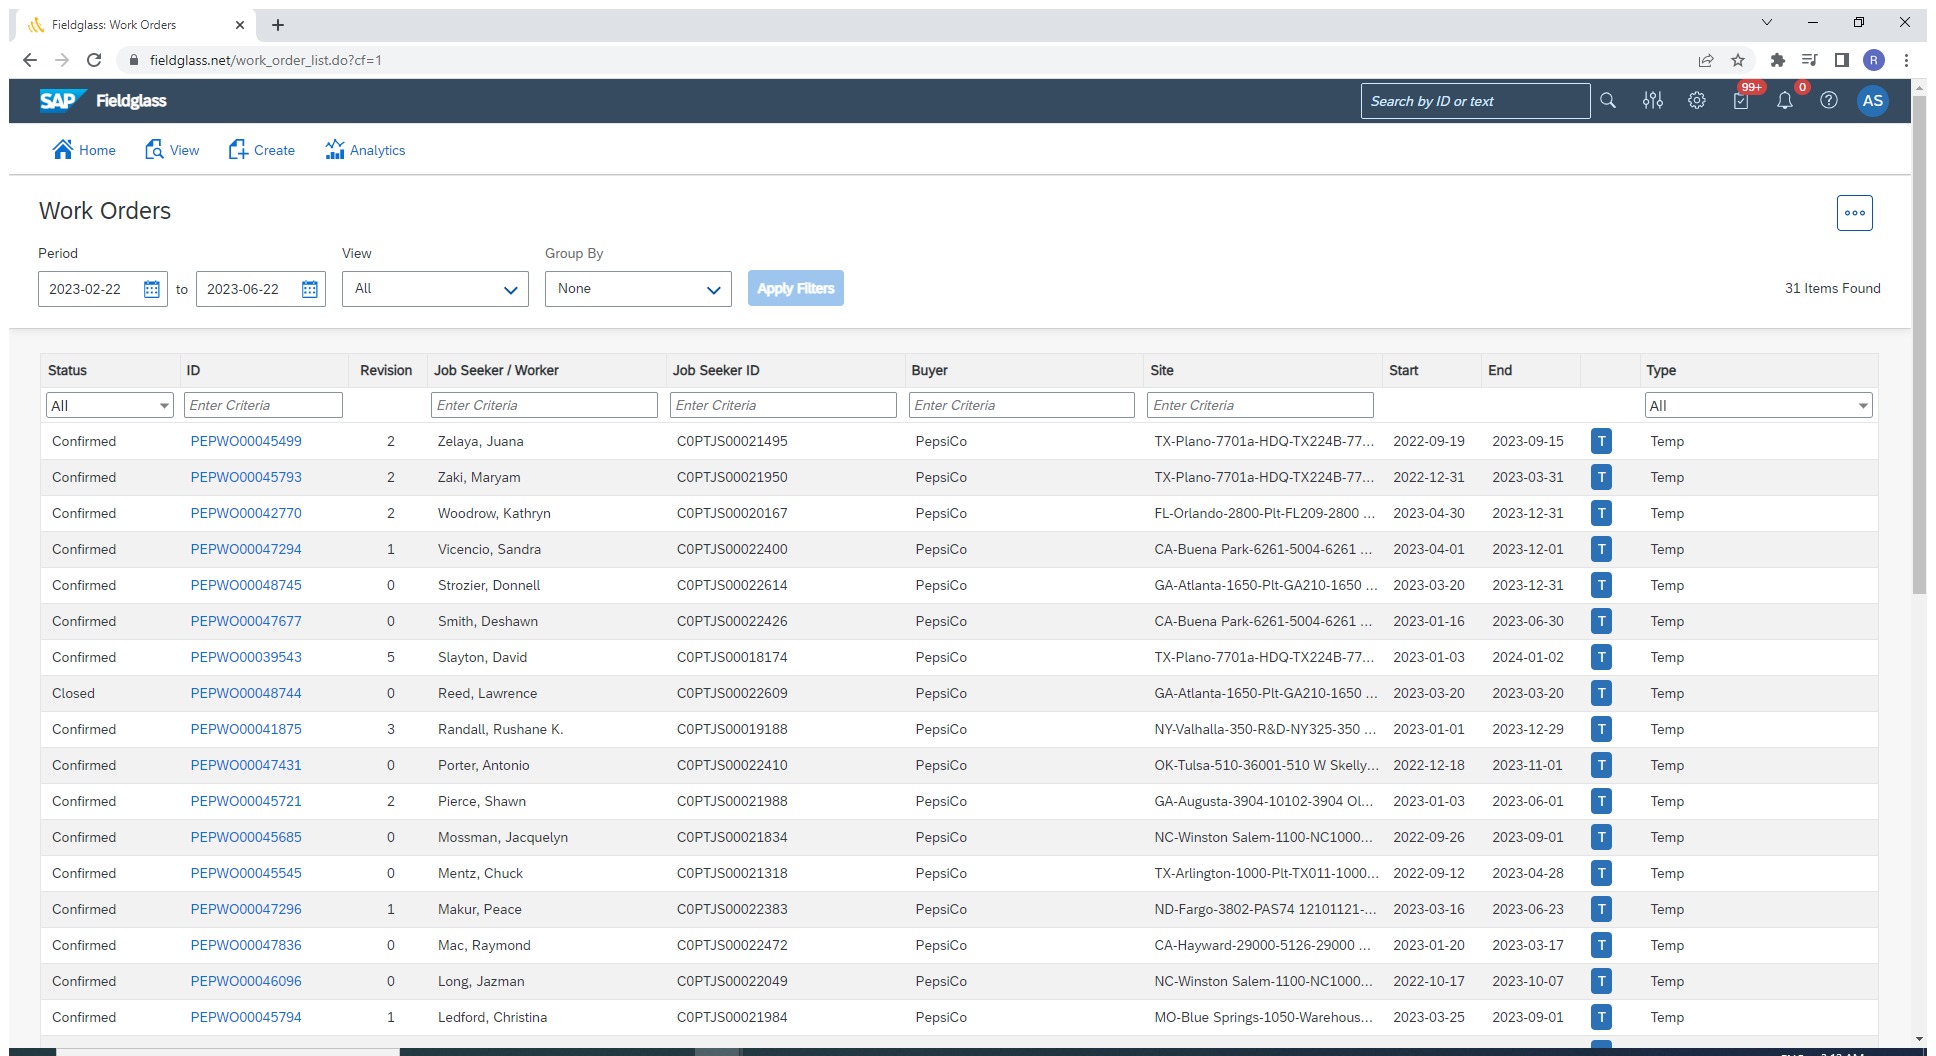 Fieldglass: Work Orders
fieldglass.net/work_order_list.do?cf=1
R
SAP Fieldglass
Search by ID or text
99+
0
AS
Home View Create Analytics
Work Orders
Period View Group By
2023-02-22 to 2023-06-22 All None Apply Filters 31 Items Found
Status ID Revision Job Seeker / Worker Job Seeker ID Buyer Site Start End Type
All Enter Criteria Enter Criteria Enter Criteria Enter Criteria Enter Criteria All
Confirmed PEPWO00045499 2 Zelaya, Juana C0PTJS00021495 PepsiCo TX-Plano-7701a-HDQ-TX224B-77... 2022-09-19 2023-09-15 T Temp
Confirmed PEPWO00045793 2 Zaki, Maryam C0PTJS00021950 PepsiCo TX-Plano-7701a-HDQ-TX224B-77... 2022-12-31 2023-03-31 T Temp
Confirmed PEPWO00042770 2 Woodrow, Kathryn C0PTJS00020167 PepsiCo FL-Orlando-2800-Plt-FL209-2800 ... 2023-04-30 2023-12-31 T Temp
Confirmed PEPWO00047294 1 Vicencio, Sandra C0PTJS00022400 PepsiCo CA-Buena Park-6261-5004-6261 ... 2023-04-01 2023-12-01 T Temp
Confirmed PEPWO00048745 0 Strozier, Donnell C0PTJS00022614 PepsiCo GA-Atlanta-1650-Plt-GA210-1650 ... 2023-03-20 2023-12-31 T Temp
Confirmed PEPWO00047677 0 Smith, Deshawn C0PTJS00022426 PepsiCo CA-Buena Park-6261-5004-6261 ... 2023-01-16 2023-06-30 T Temp
Confirmed PEPWO00039543 5 Slayton, David C0PTJS00018174 PepsiCo TX-Plano-7701a-HDQ-TX224B-77... 2023-01-03 2024-01-02 T Temp
Closed PEPWO00048744 0 Reed, Lawrence C0PTJS00022609 PepsiCo GA-Atlanta-1650-Plt-GA210-1650 ... 2023-03-20 2023-03-20 T Temp
Confirmed PEPWO00041875 3 Randall, Rushane K. C0PTJS00019188 PepsiCo NY-Valhalla-350-R&D-NY325-350 ... 2023-01-01 2023-12-29 T Temp
Confirmed PEPWO00047431 0 Porter, Antonio C0PTJS00022410 PepsiCo OK-Tulsa-510-36001-510 W Skelly... 2022-12-18 2023-11-01 T Temp
Confirmed PEPWO00045721 2 Pierce, Shawn C0PTJS00021988 PepsiCo GA-Augusta-3904-10102-3904 Ol... 2023-01-03 2023-06-01 T Temp
Confirmed PEPWO00045685 0 Mossman, Jacquelyn C0PTJS00021834 PepsiCo NC-Winston Salem-1100-NC1000... 2022-09-26 2023-09-01 T Temp
Confirmed PEPWO00045545 0 Mentz, Chuck C0PTJS00021318 PepsiCo TX-Arlington-1000-Plt-TX011-1000... 2022-09-12 2023-04-28 T Temp
Confirmed PEPWO00047296 1 Makur, Peace C0PTJS00022383 PepsiCo ND-Fargo-3802-PAS74 12101121-... 2023-03-16 2023-06-23 T Temp
Confirmed PEPWO00047836 0 Mac, Raymond C0PTJS00022472 PepsiCo CA-Hayward-29000-5126-29000 ... 2023-01-20 2023-03-17 T Temp
Confirmed PEPWO00046096 0 Long, Jazman C0PTJS00022049 PepsiCo NC-Winston Salem-1100-NC1000... 2022-10-17 2023-10-07 T Temp
Confirmed PEPWO00045794 1 Ledford, Christina C0PTJS00021984 PepsiCo MO-Blue Springs-1050-Warehous... 2023-03-25 2023-09-01 T Temp